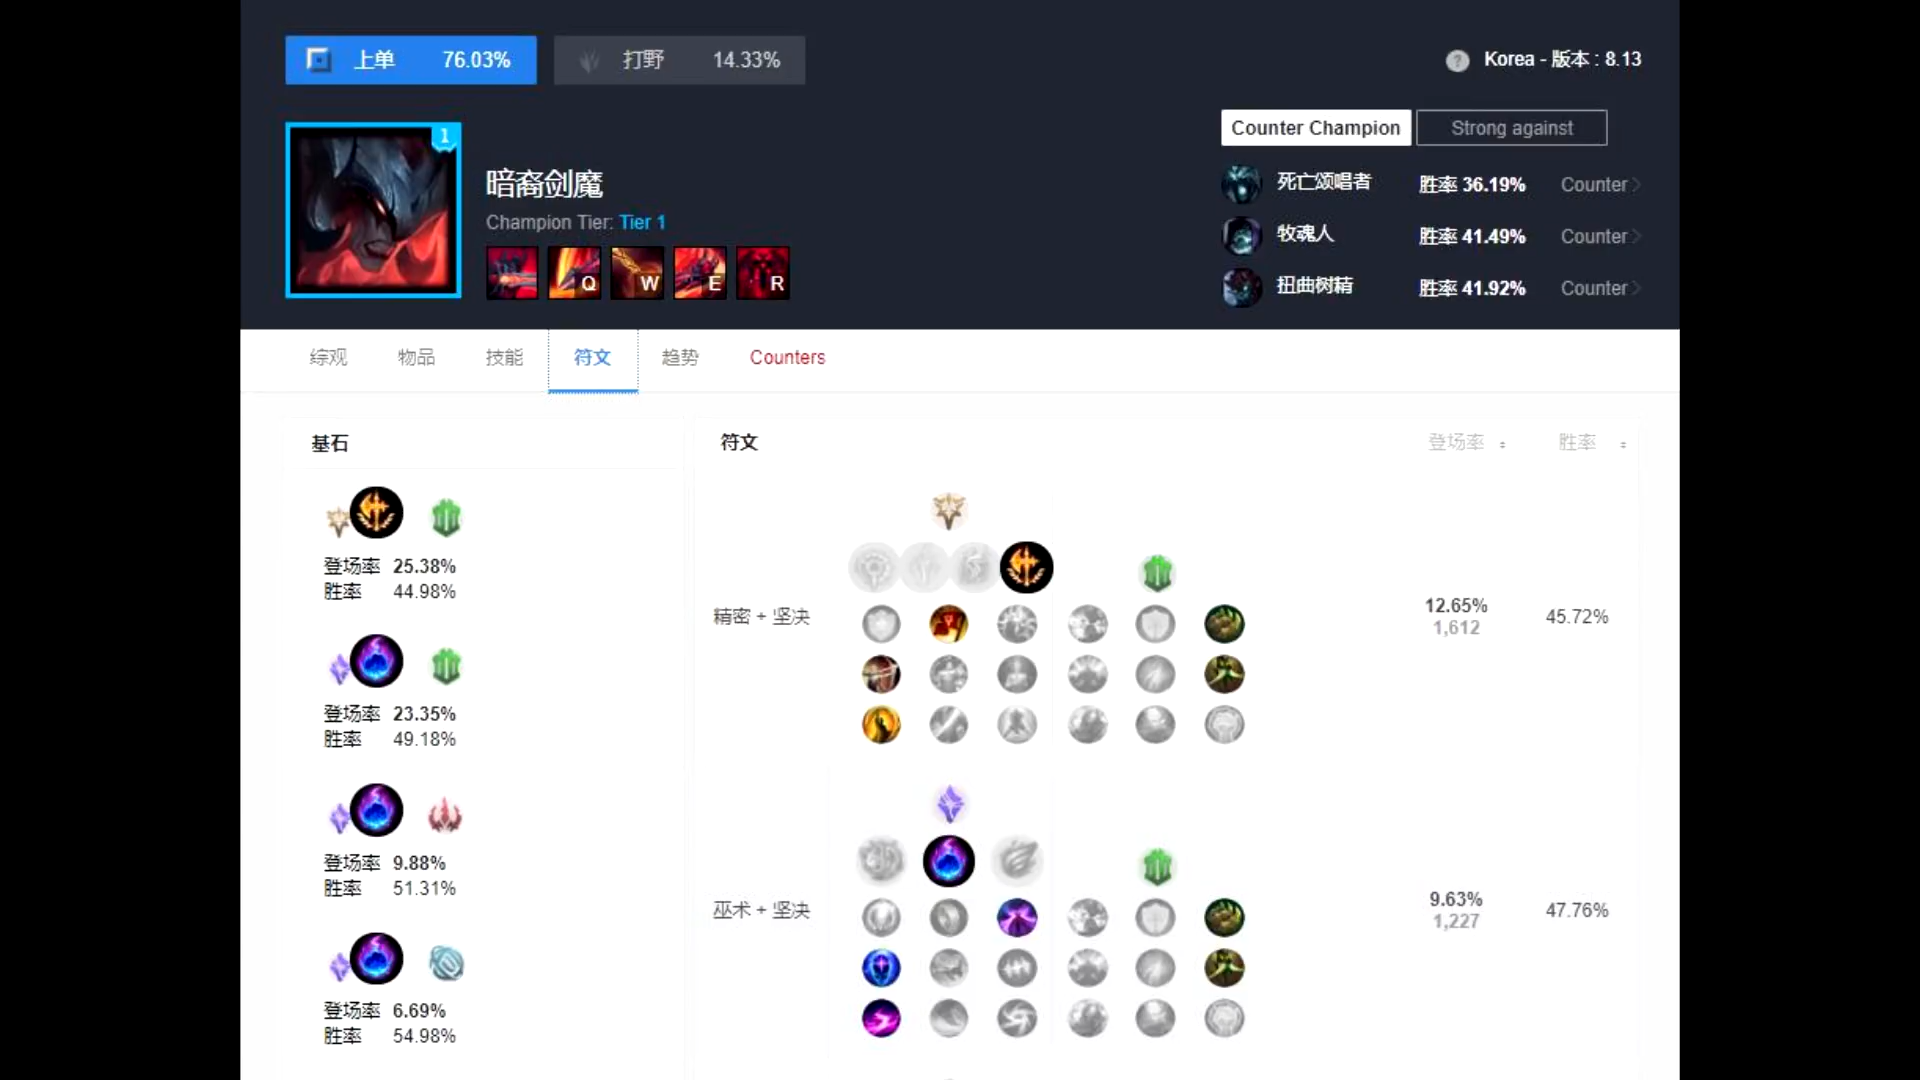 上单 76.03% 打野 14.33%
? Korea - 版本 : 8.13
Counter Champion Strong against
1
暗裔剑魔
Champion Tier: Tier 1
Q W E R
死亡颂唱者 胜率 36.19% Counter
牧魂人 胜率 41.49% Counter
扭曲树精 胜率 41.92% Counter
综观 物品 技能 符文 趋势 Counters
基石
登场率 25.38%
胜率 44.98%
登场率 23.35%
胜率 49.18%
登场率 9.88%
胜率 51.31%
登场率 6.69%
胜率 54.98%
符文 登场率 胜率
精密 + 坚决 12.65% 45.72%
1,612
巫术 + 坚决 9.63% 47.76%
1,227